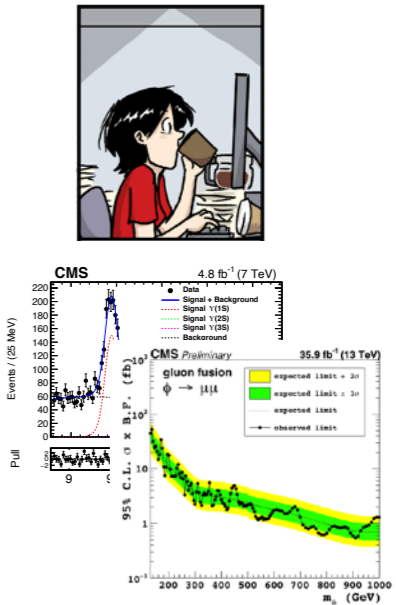 CMS 4.8 fb⁻¹ (7 TeV)
Data
Signal + Background
Signal ϒ(1S)
Signal ϒ(2S)
Signal ϒ(3S)
Background
Events / (25 MeV)
220
200
180
160
140
120
100
80
60
40
20
0
Pull
2
0
-2
9 9
CMS Preliminary 35.9 fb⁻¹ (13 TeV)
gluon fusion
ϕ → μμ
expected limit ± 2σ
expected limit ± 1σ
expected limit
observed limit
95% C.L. σ x B.P. (fb)
10³
10²
10
1
10⁻¹
200 300 400 500 600 700 800 900 1000
(GeV)